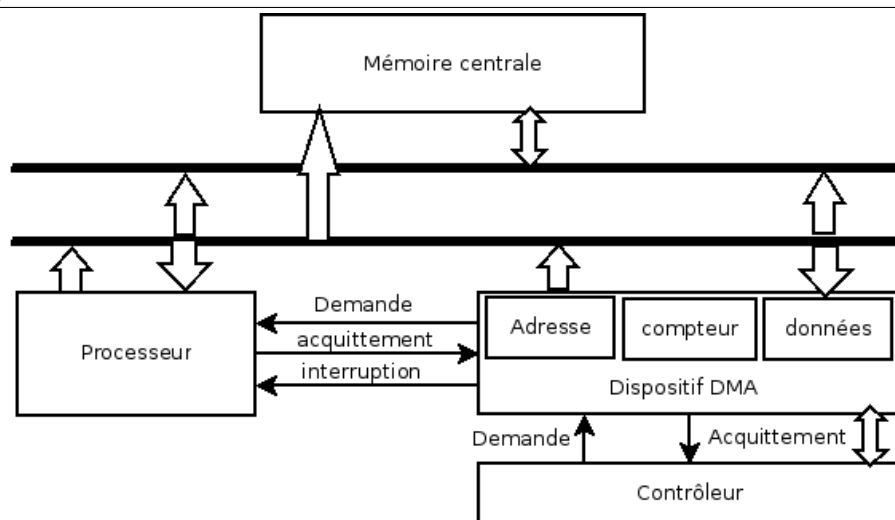 Mémoire centrale
Demande
acquittement
interruption
Processeur
Adresse
compteur
données
Dispositif DMA
Demande
Acquittement
Contrôleur